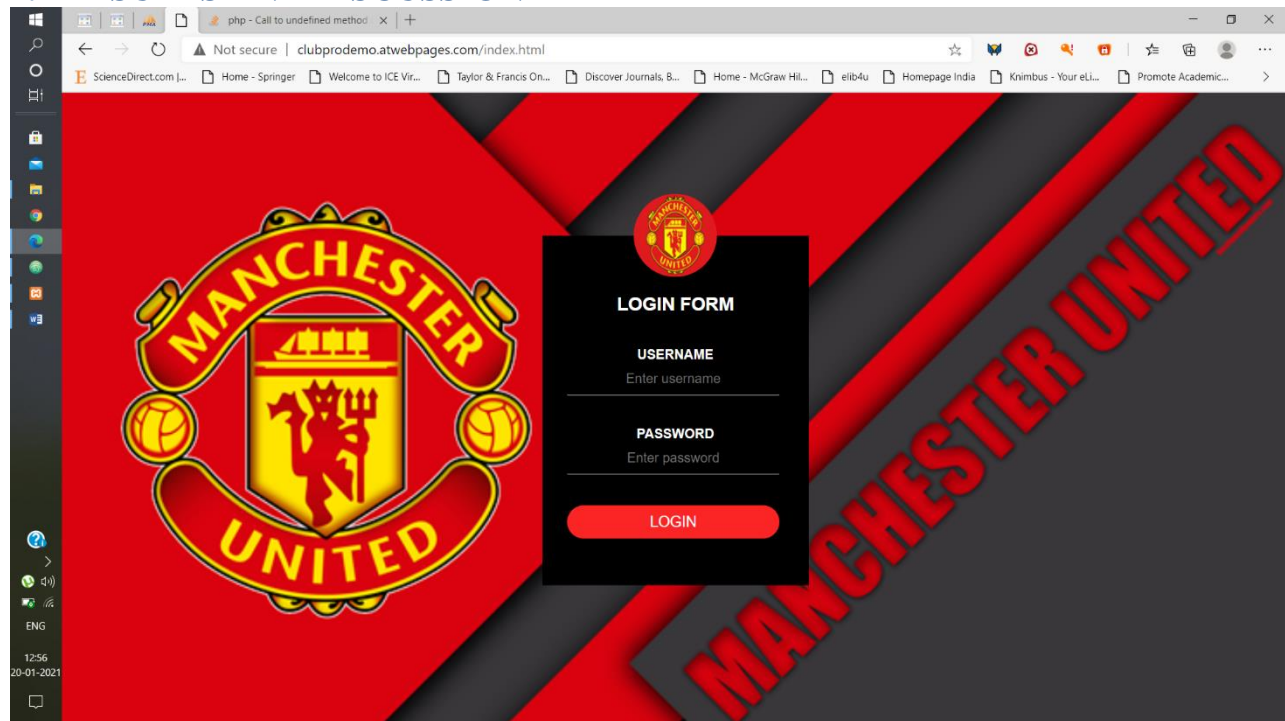 php - Call to undefined method
Not secure | clubprodemo.atwebpages.com/index.html
ScienceDirect.com |... Home - Springer Welcome to ICE Vir... Taylor & Francis On... Discover Journals, B... Home - McGraw Hil... elib4u Homepage India Knimbus - Your eLi... Promote Academic...
MANCHESTER
UNITED
MANCHESTER
UNITED
LOGIN FORM
USERNAME
Enter username
PASSWORD
Enter password
LOGIN
MANCHESTER UNITED
ENG
12:56
20-01-2021